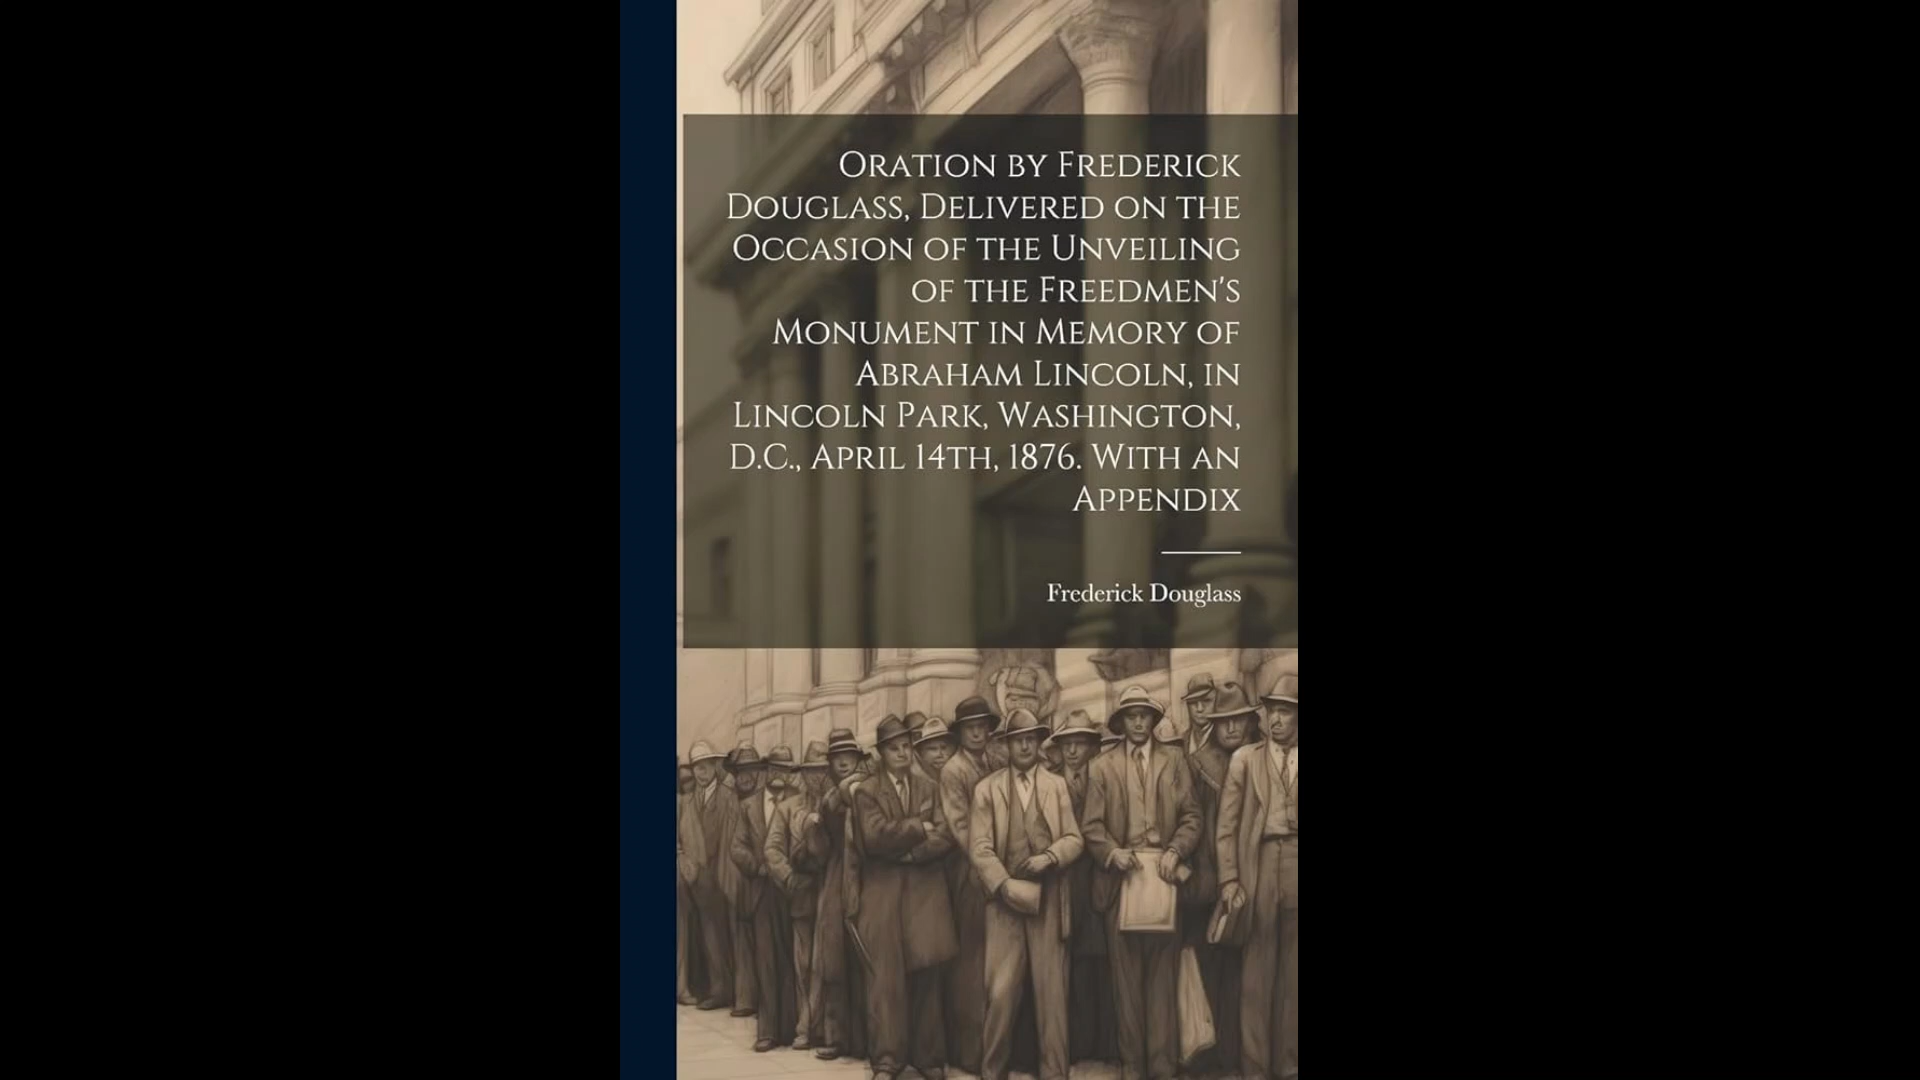 Oration by Frederick
Douglass, Delivered on the
Occasion of the Unveiling
of the Freedmen's
Monument in Memory of
Abraham Lincoln, in
Lincoln Park, Washington,
D.C., April 14th, 1876. With an
Appendix
Frederick Douglass